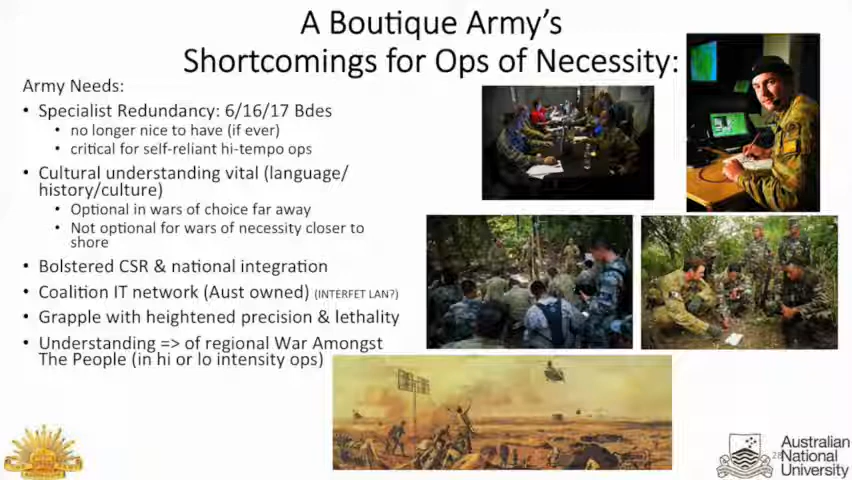 A Boutique Army's
Shortcomings for Ops of Necessity:
Army Needs:
• Specialist Redundancy: 6/16/17 Bdes
• no longer nice to have (if ever)
• critical for self-reliant hi-tempo ops
• Cultural understanding vital (language/
history/culture)
• Optional in wars of choice far away
• Not optional for wars of necessity closer to
shore
• Bolstered CSR & national integration
• Coalition IT network (Aust owned) (INTERFET LAN?)
• Grapple with heightened precision & lethality
• Understanding => of regional War Amongst
The People (in hi or lo intensity ops)
28
Australian
National
University